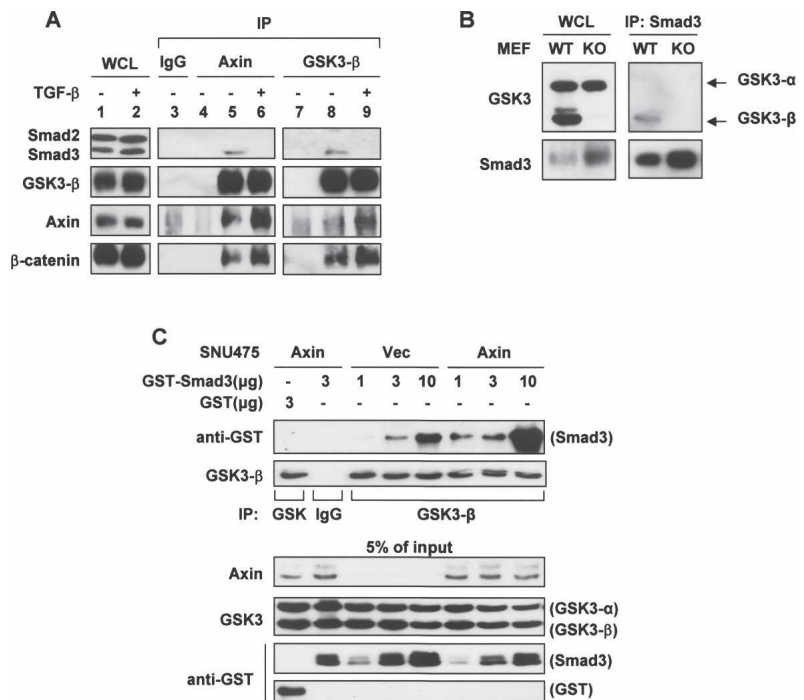 A
IP
WCL IgG Axin GSK3-β
TGF-β - + - - - + - - +
1 2 3 4 5 6 7 8 9
Smad2
Smad3
GSK3-β
Axin
β-catenin
B
WCL IP: Smad3
MEF WT KO WT KO
GSK3
GSK3-α
GSK3-β
Smad3
C
SNU475 Axin Vec Axin
GST-Smad3(μg) - 3 1 3 10 1 3 10
GST(μg) 3 - - - - - - -
anti-GST (Smad3)
GSK3-β
IP: GSK IgG GSK3-β
5% of input
Axin
GSK3 (GSK3-α)
(GSK3-β)
anti-GST (Smad3)
(GST)